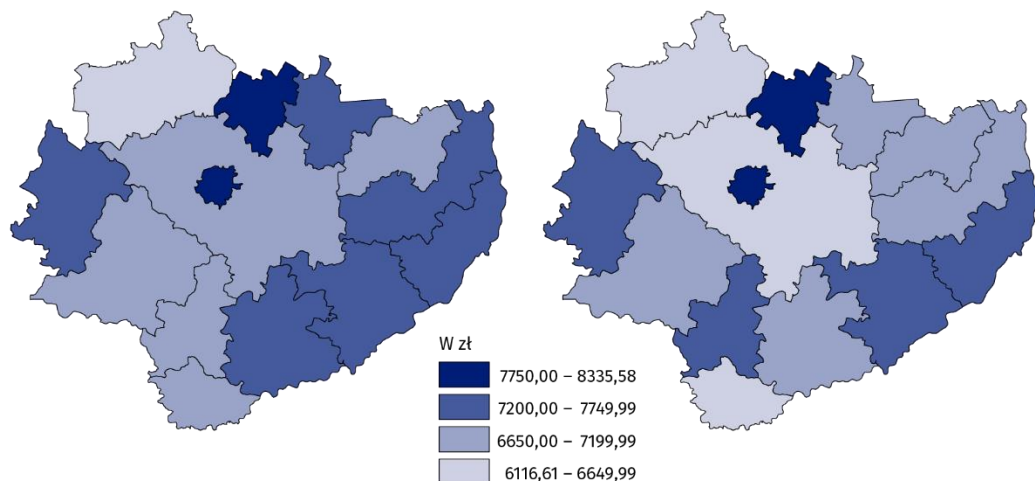 W zł
7750,00 – 8335,58
7200,00 – 7749,99
6650,00 – 7199,99
6116,61 – 6649,99